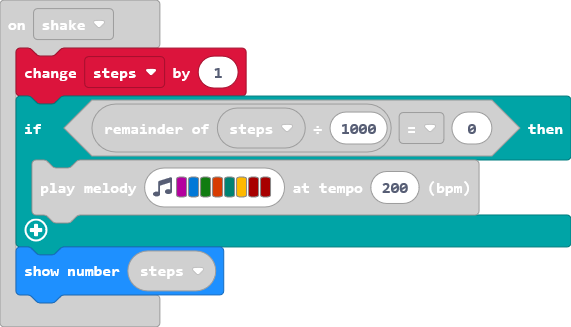 on shake
change steps by 1
if remainder of steps ÷ 1000 = 0 then
play melody at tempo 200 (bpm)
show number steps